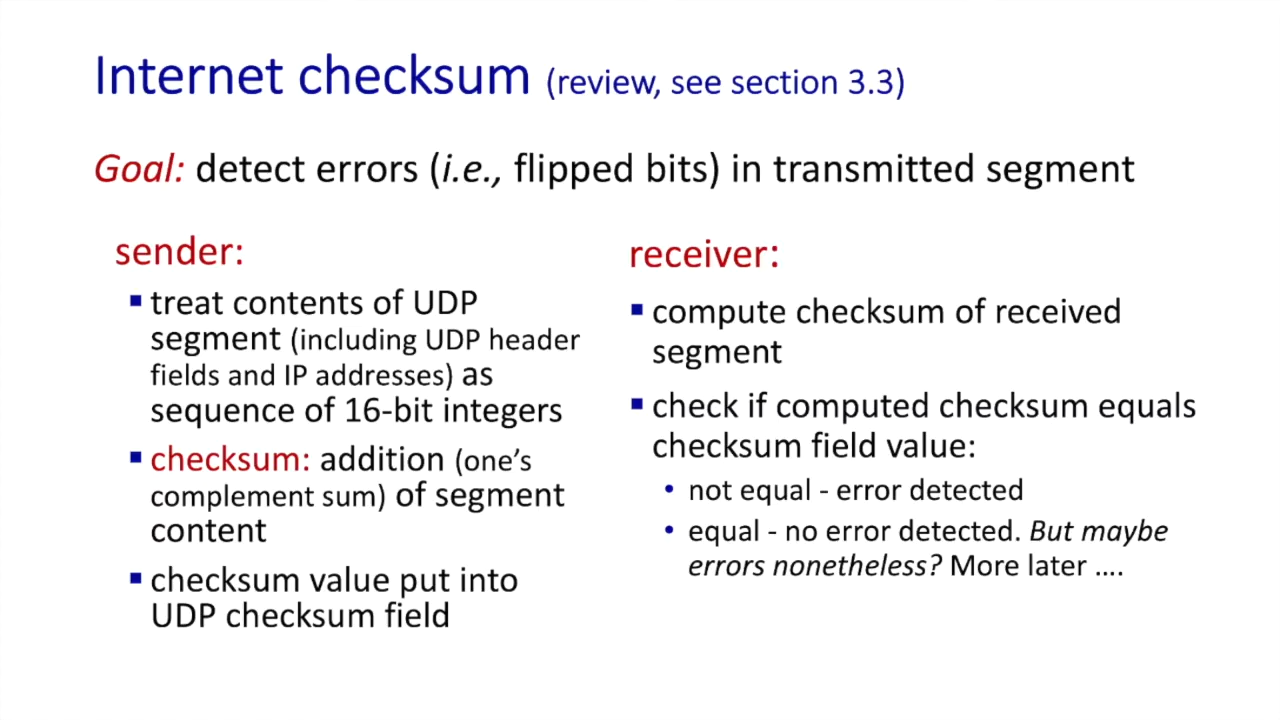 Internet checksum (review, see section 3.3)
Goal: detect errors (i.e., flipped bits) in transmitted segment
sender:
▪ treat contents of UDP
segment (including UDP header
fields and IP addresses) as
sequence of 16-bit integers
▪ checksum: addition (one’s
complement sum) of segment
content
▪ checksum value put into
UDP checksum field
receiver:
▪ compute checksum of received
segment
▪ check if computed checksum equals
checksum field value:
• not equal - error detected
• equal - no error detected. But maybe
errors nonetheless? More later ….